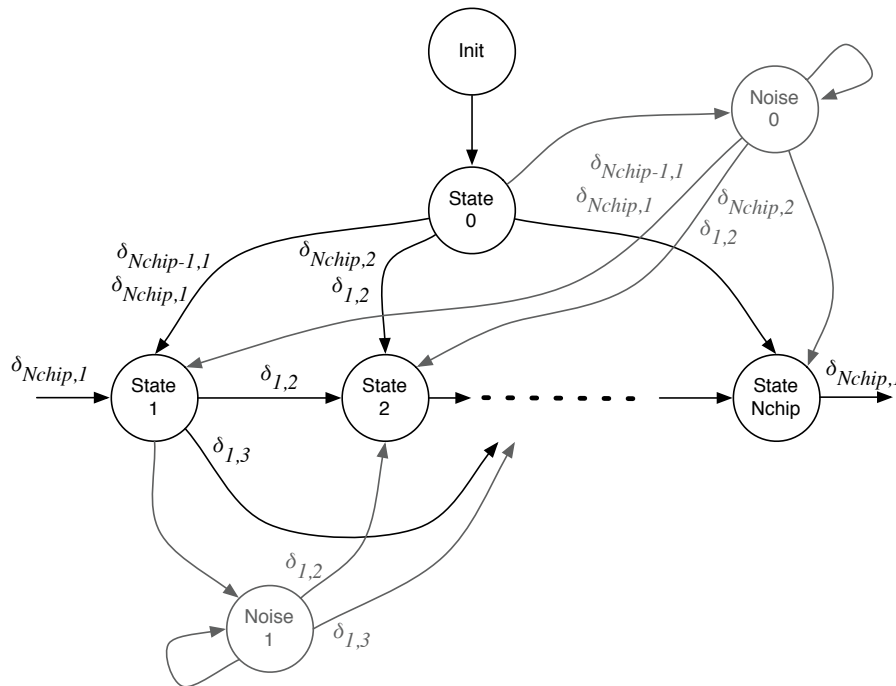 Init
Noise
0
State
0
δNchip-1,1
δNchip,1
δNchip,2
δ1,2
δNchip-1,1
δNchip,1
δNchip,2
δ1,2
δNchip,1
State
1
δ1,2
State
2
State
Nchip
δNchip,1
δ1,3
δ1,2
Noise
1
δ1,3